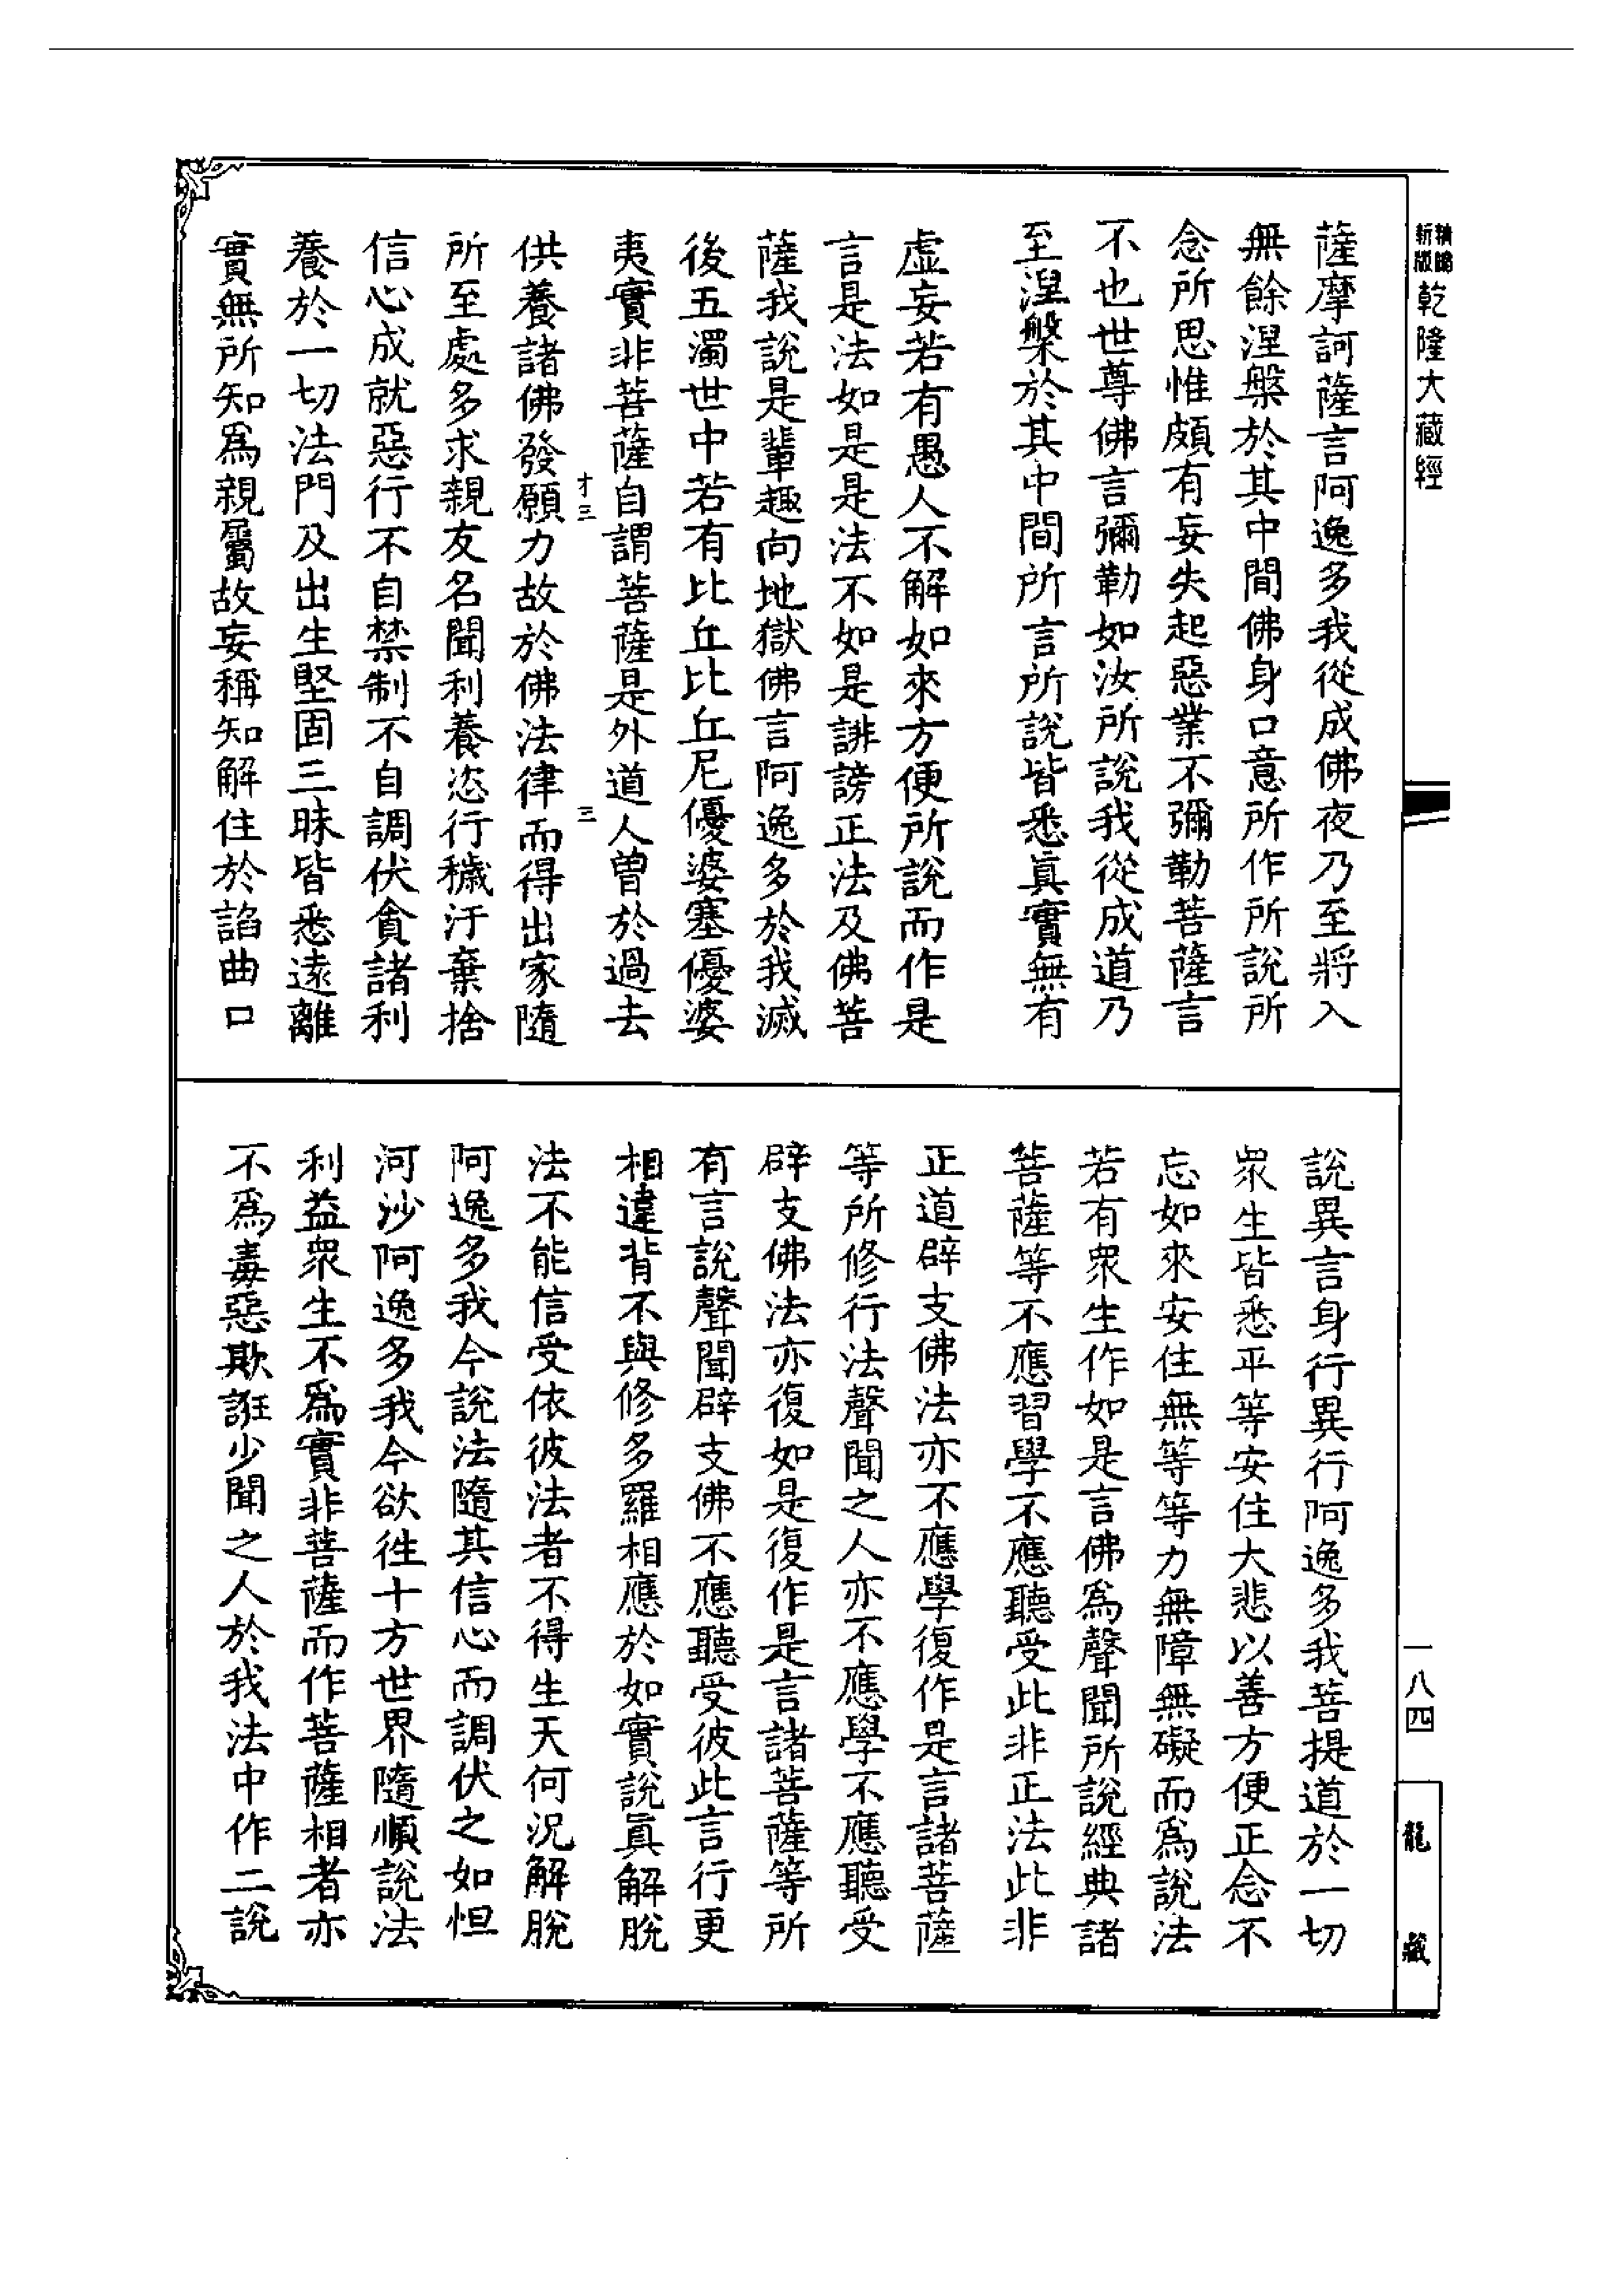 精略
新版
乾隆大藏經
薩摩訶薩言阿逸多我從成佛夜乃至將入
無餘涅槃於其中間佛身口意所作所說所
念所思惟頗有妄失起惡業不彌勒菩薩言
不也世尊佛言彌勒如汝所說我從成道乃
至涅槃於其中間所言所說皆悉真實無有
虛妄若有愚人不解如來方便所說而作是
言是法如是是法不如是誹謗正法及佛菩
薩我說是輩趣向地獄佛言阿逸多於我滅
後五濁世中若有比丘比丘尼優婆塞優婆
夷實非菩薩自謂菩薩是外道人曾於過去
才三
三
供養諸佛發願力故於佛法律而得出家隨
所至處多求親友名聞利養恣行穢汙棄捨
信心成就惡行不自禁制不自調伏貪諸利
養於一切法門及出生堅固三昧皆悉遠離
實無所知為親屬故妄稱知解住於諂曲口
說異言身行異行阿逸多我菩提道於一切
眾生皆悉平等安住大悲以善方便正念不
忘如來安住無等等力無障無礙而為說法
若有眾生作如是言佛為聲聞所說經典諸
菩薩等不應習學不應聽受此非正法此非
正道辟支佛法亦不應學復作是言諸菩薩
等所修行法聲聞之人亦不應學不應聽受
辟支佛法亦復如是復作是言諸菩薩等所
有言說聲聞辟支佛不應聽受彼此言行更
相違背不與修多羅相應於如實說真解脫
法不能信受依彼法者不得生天何況解脫
阿逸多我今說法隨其信心而調伏之如恒
河沙阿逸多我今欲往十方世界隨順說法
利益眾生不為實非菩薩而作菩薩相者亦
不為毒惡欺誑少聞之人於我法中作二說
一八四
龍藏